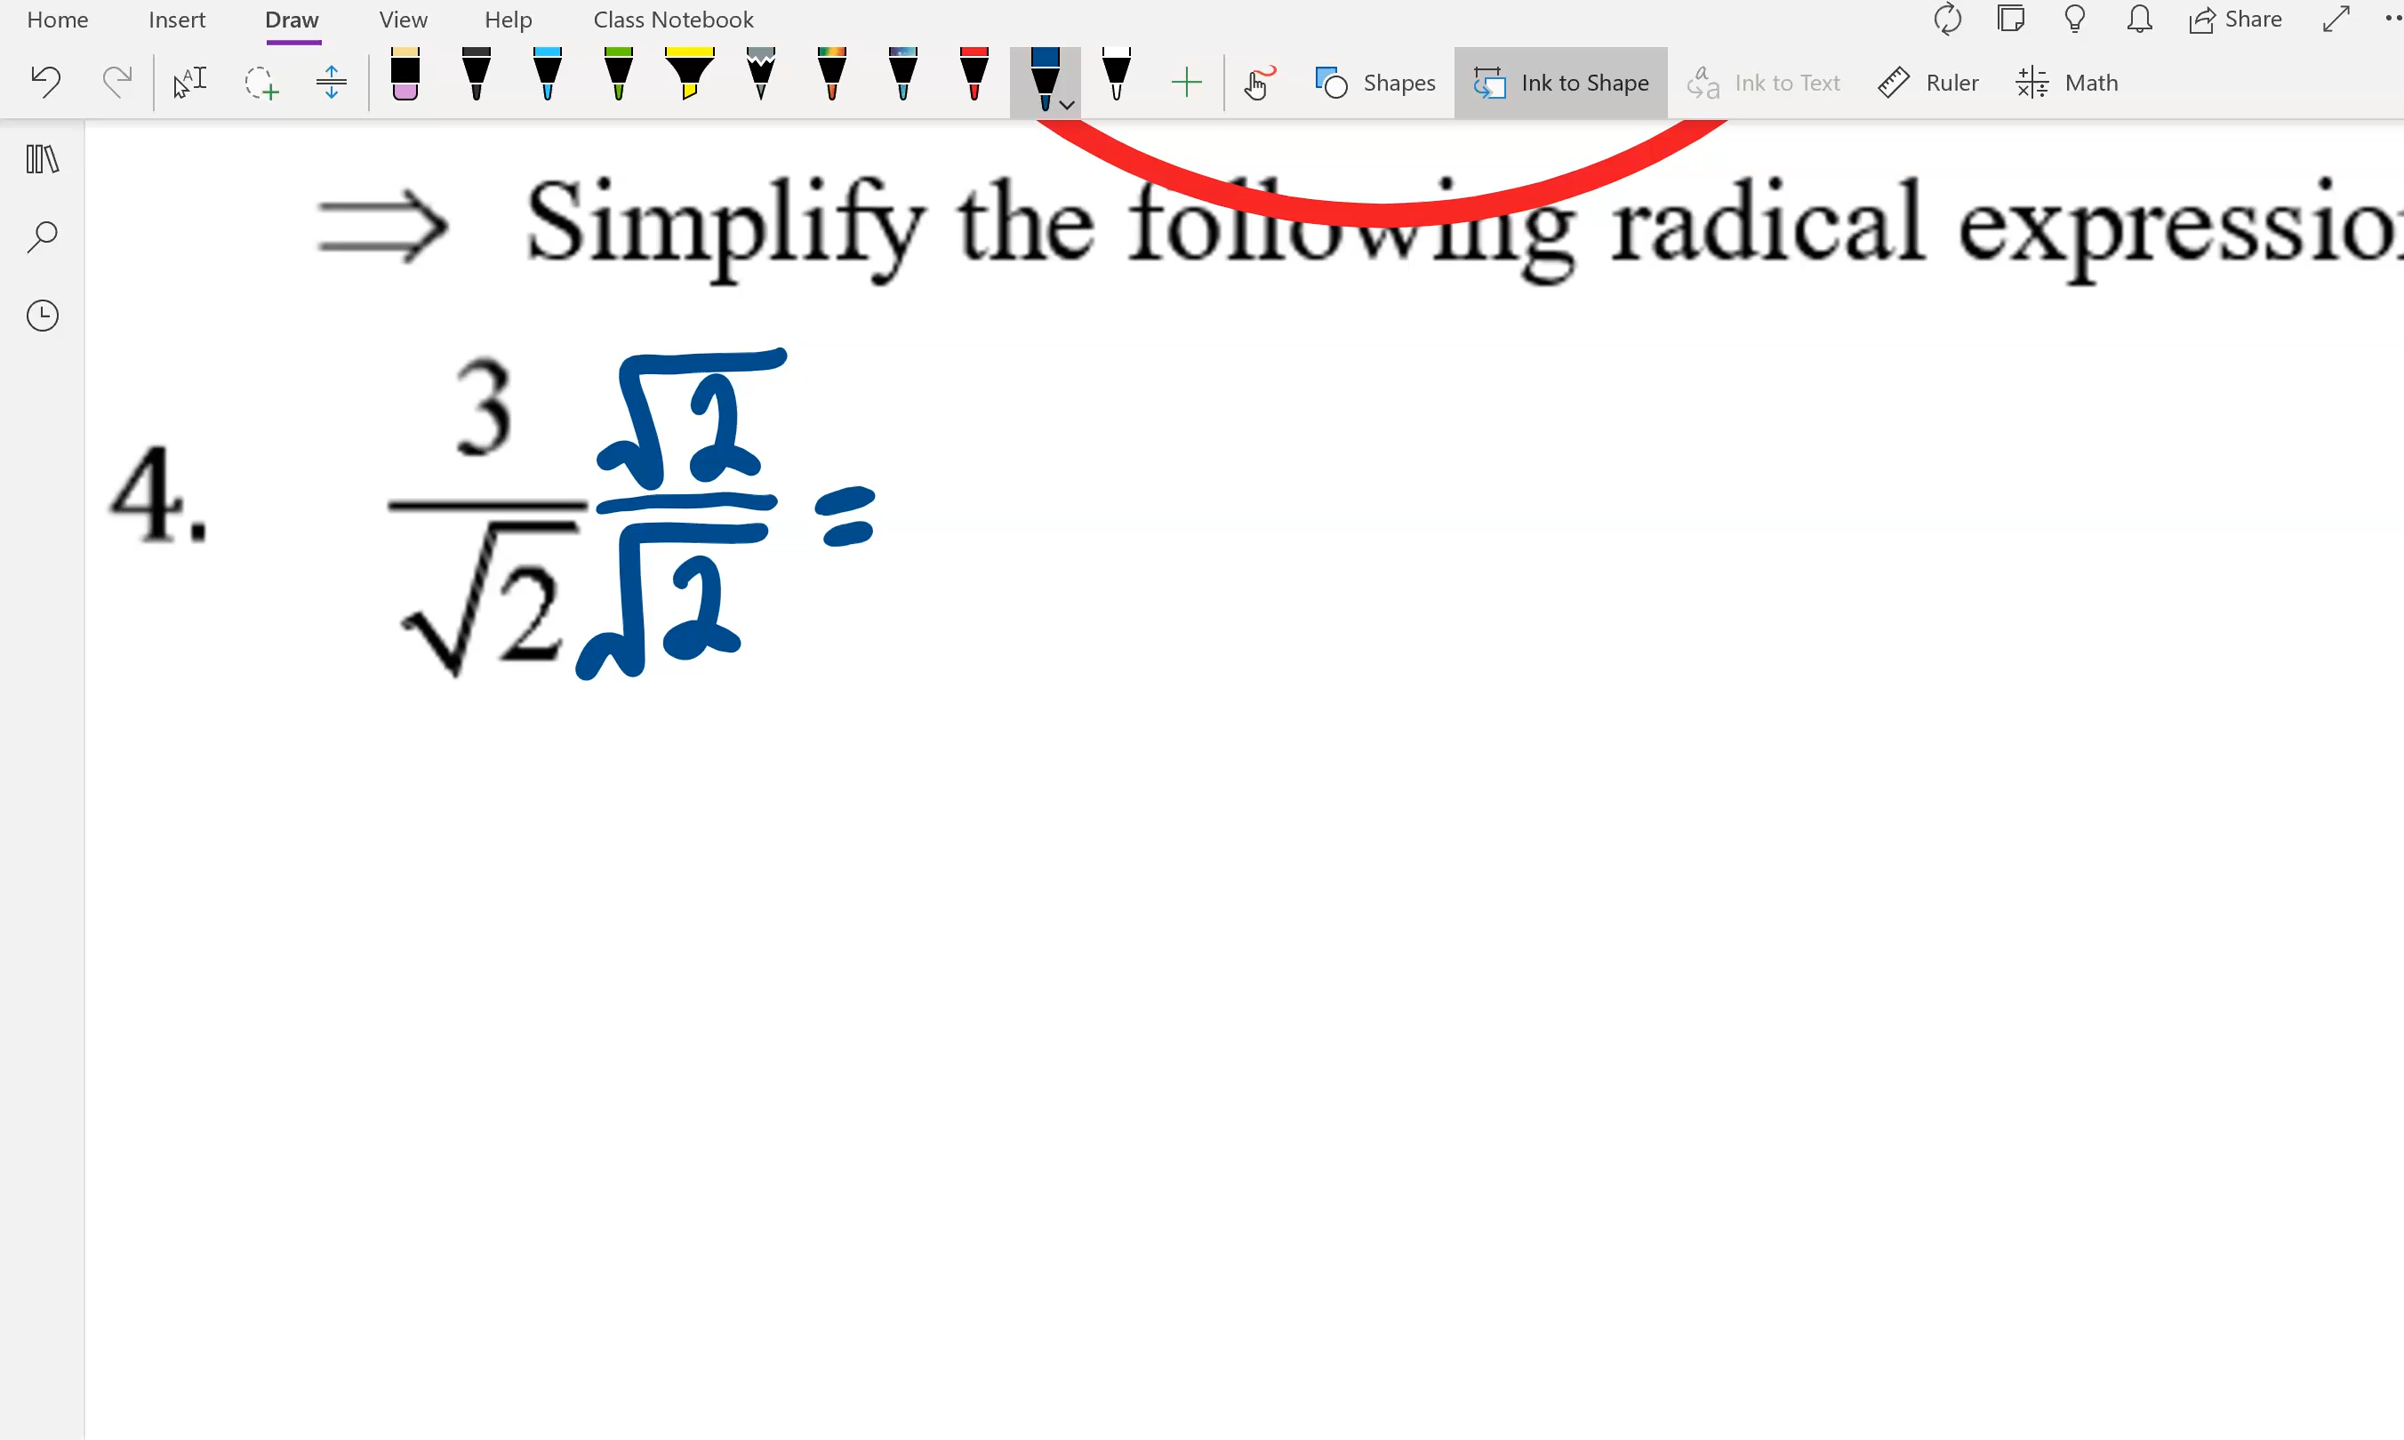 Home Insert Draw View Help Class Notebook Share
Ink to Shape Ink to Text Ruler Math Shapes
⇒ Simplify the following radical expressio
4. 3/√2 √2/√2 =